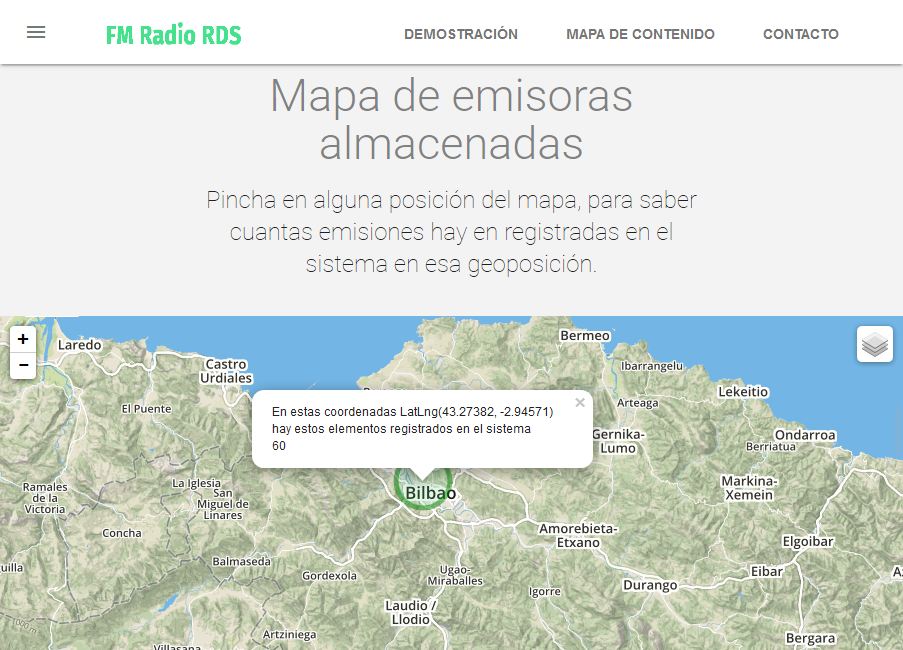 FM Radio RDS
DEMOSTRACIÓN
MAPA DE CONTENIDO
CONTACTO
Mapa de emisoras
almacenadas
Pincha en alguna posición del mapa, para saber
cuantas emisiones hay en registradas en el
sistema en esa geoposición.
+
−
Laredo
Castro
Urdiales
El Puente
Bermeo
Ibarrangelu
Lekeitio
Arteaga
En estas coordenadas LatLng(43.27382, -2.94571)
hay estos elementos registrados en el sistema
60
×
Gernika-
Lumo
Ondarroa
Berriatua
Ramales
de la
Victoria
La Iglesia
San
Miguel de
Linares
Bilbao
Markina-
Xemein
Concha
Amorebieta-
Etxano
Elgoibar
uilla
Balmaseda
Gordexola
Ugao-
Miraballes
Eibar
Igorre
Durango
Laudio /
Llodio
1000 m
Artziniega
Villasana
Bergara